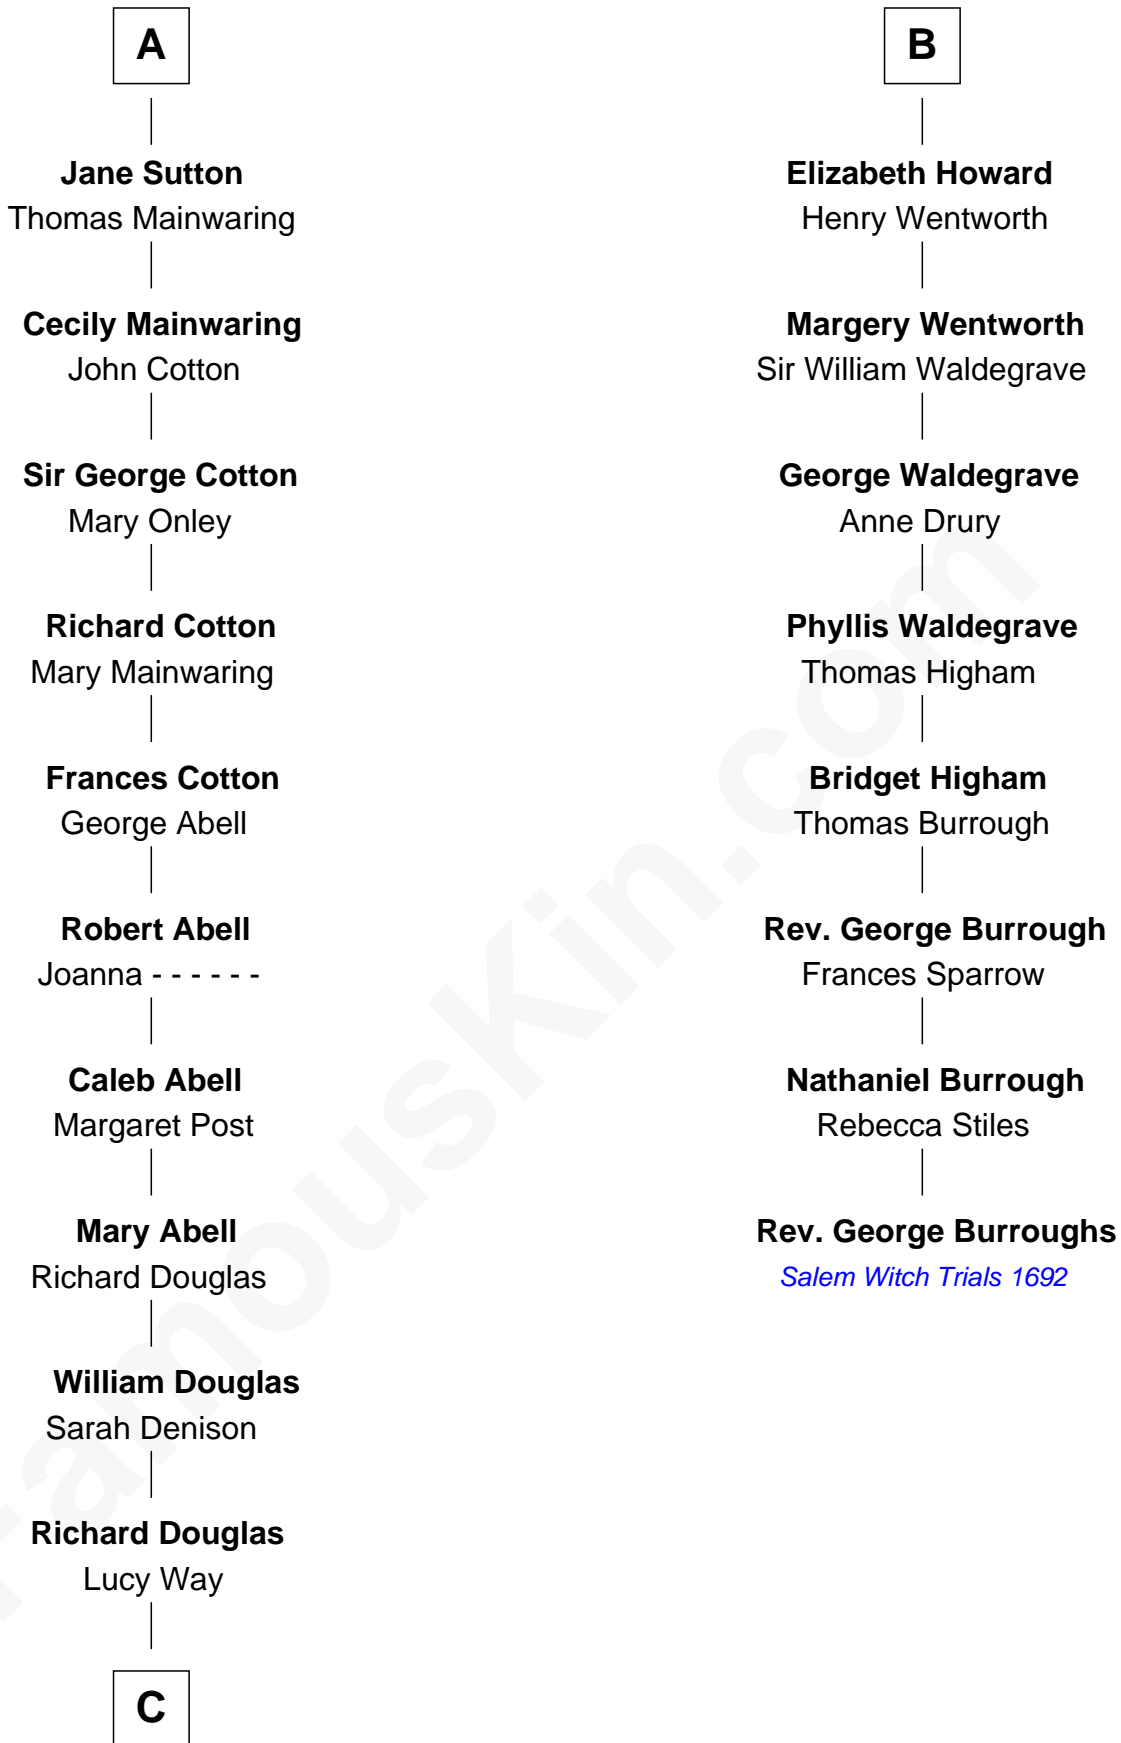 A
Jane Sutton
Thomas Mainwaring
Cecily Mainwaring
John Cotton
Sir George Cotton
Mary Onley
Richard Cotton
Mary Mainwaring
Frances Cotton
George Abell
Robert Abell
Joanna - - - - - -
Caleb Abell
Margaret Post
Mary Abell
Richard Douglas
William Douglas
Sarah Denison
Richard Douglas
Lucy Way
C
B
Elizabeth Howard
Henry Wentworth
Margery Wentworth
Sir William Waldegrave
George Waldegrave
Anne Drury
Phyllis Waldegrave
Thomas Higham
Bridget Higham
Thomas Burrough
Rev. George Burrough
Frances Sparrow
Nathaniel Burrough
Rebecca Stiles
Rev. George Burroughs
Salem Witch Trials 1692
FamousKin.com